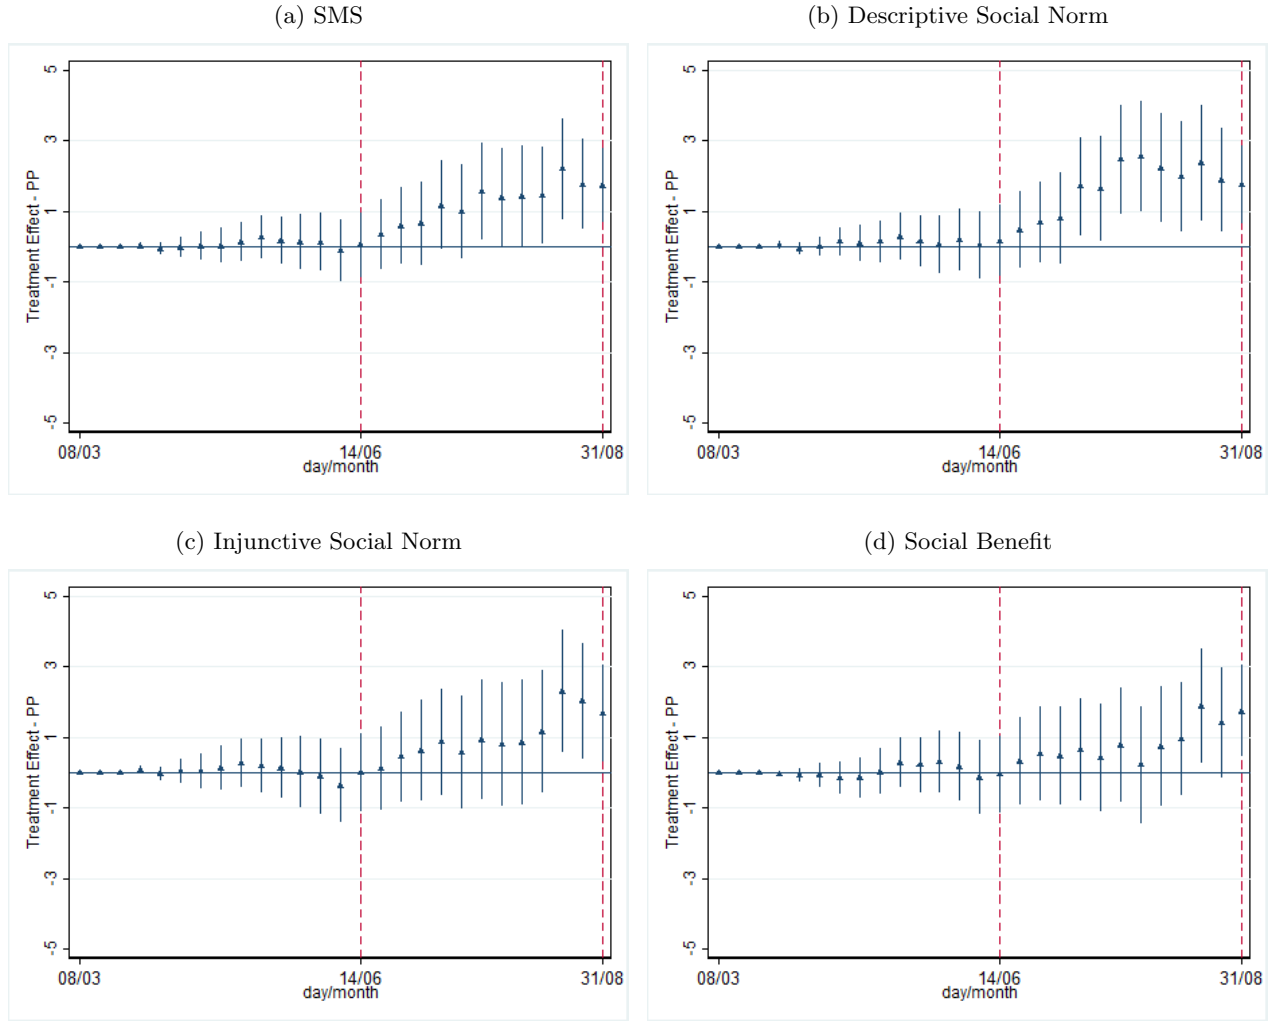 (a) SMS
Treatment Effect - PP
5
3
1
-1
-3
-5
08/03 14/06 31/08
day/month
(b) Descriptive Social Norm
Treatment Effect - PP
5
3
1
-1
-3
-5
08/03 14/06 31/08
day/month
(c) Injunctive Social Norm
Treatment Effect - PP
5
3
1
-1
-3
-5
08/03 14/06 31/08
day/month
(d) Social Benefit
Treatment Effect - PP
5
3
1
-1
-3
-5
08/03 14/06 31/08
day/month